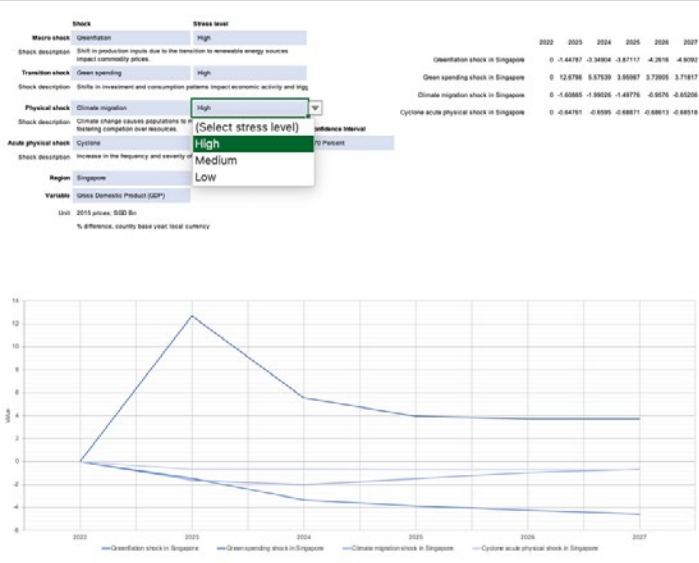 Shock Stress level
Macro shock Greenflation High
Shock description Shift in production inputs due to the transition to renewable energy sources
impact commodity prices.
Transition shock Green spending High
Shock description Shifts in investment and consumption patterns impact economic activity and trigg
Physical shock Climate migration High
Shock description Climate change causes populations to m
fostering competion over resources.
(Select stress level)
High
Medium
Low
nfidence Interval
Acute physical shock Cyclone 70 Percent
Shock description Increase in the frequency and severity of
Region Singapore
Variable Gross Domestic Product (GDP)
Unit 2015 prices; SGD Bn
% difference, country base year; local currency
2022 2023 2024 2025 2026 2027
Greenflation shock in Singapore 0 -1.44787 -3.34904 -3.87117 -4.2616 -4.6092
Green spending shock in Singapore 0 12.6798 5.57539 3.95987 3.73905 3.71817
Climate migration shock in Singapore 0 -1.60885 -1.99026 -1.49776 -0.9576 -0.65206
Cyclone acute physical shock in Singapore 0 -0.64761 -0.6595 -0.68871 -0.68613 -0.68518
Value
14
12
10
8
6
4
2
0
-2
-4
-6
2022 2023 2024 2025 2026 2027
Greenflation shock in Singapore Green spending shock in Singapore Climate migration shock in Singapore Cyclone acute physical shock in Singapore